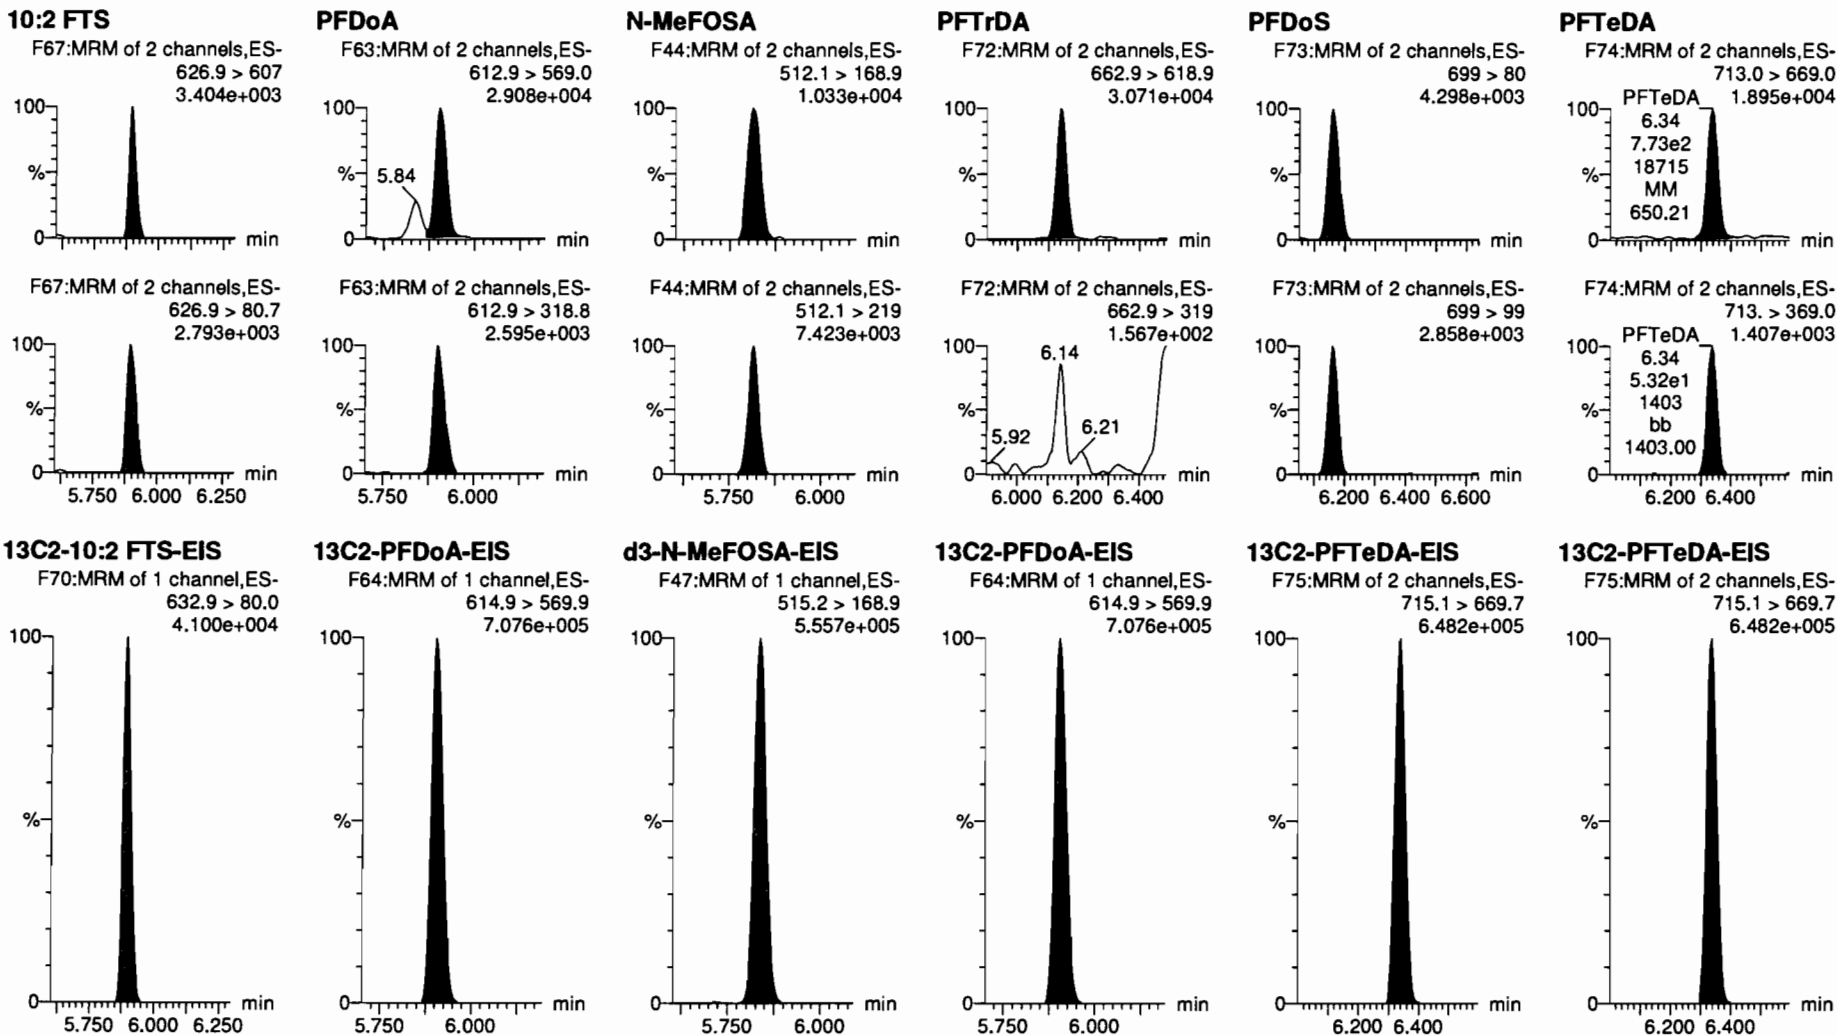 10:2 FTS
F67:MRM of 2 channels,ES-
626.9 > 607
3.404e+003
100
%
0
min
PFDoA
F63:MRM of 2 channels,ES-
612.9 > 569.0
2.908e+004
100
5.84
%
0
min
N-MeFOSA
F44:MRM of 2 channels,ES-
512.1 > 168.9
1.033e+004
100
%
0
min
PFTrDA
F72:MRM of 2 channels,ES-
662.9 > 618.9
3.071e+004
100
%
0
min
PFDoS
F73:MRM of 2 channels,ES-
699 > 80
4.298e+003
100
%
0
min
PFTeDA
F74:MRM of 2 channels,ES-
713.0 > 669.0
1.895e+004
100
PFTeDA
6.34
7.73e2
18715
MM
650.21
%
0
min
F67:MRM of 2 channels,ES-
626.9 > 80.7
2.793e+003
100
%
0
min
5.750 6.000 6.250
F63:MRM of 2 channels,ES-
612.9 > 318.8
2.595e+003
100
%
0
min
5.750 6.000
F44:MRM of 2 channels,ES-
512.1 > 219
7.423e+003
100
%
0
min
5.750 6.000
F72:MRM of 2 channels,ES-
662.9 > 319
1.567e+002
100
6.14
%
5.92
6.21
0
min
6.000 6.200 6.400
F73:MRM of 2 channels,ES-
699 > 99
2.858e+003
100
%
0
min
6.200 6.400 6.600
F74:MRM of 2 channels,ES-
713. > 369.0
1.407e+003
100
PFTeDA
6.34
5.32e1
1403
bb
1403.00
%
0
min
6.200 6.400
13C2-10:2 FTS-EIS
F70:MRM of 1 channel,ES-
632.9 > 80.0
4.100e+004
100
%
0
min
5.750 6.000 6.250
13C2-PFDoA-EIS
F64:MRM of 1 channel,ES-
614.9 > 569.9
7.076e+005
100
%
0
min
5.750 6.000
d3-N-MeFOSA-EIS
F47:MRM of 1 channel,ES-
515.2 > 168.9
5.557e+005
100
%
0
min
5.750 6.000
13C2-PFDoA-EIS
F64:MRM of 1 channel,ES-
614.9 > 569.9
7.076e+005
100
%
0
min
5.750 6.000
13C2-PFTeDA-EIS
F75:MRM of 2 channels,ES-
715.1 > 669.7
6.482e+005
100
%
0
min
6.200 6.400
13C2-PFTeDA-EIS
F75:MRM of 2 channels,ES-
715.1 > 669.7
6.482e+005
100
%
0
min
6.200 6.400